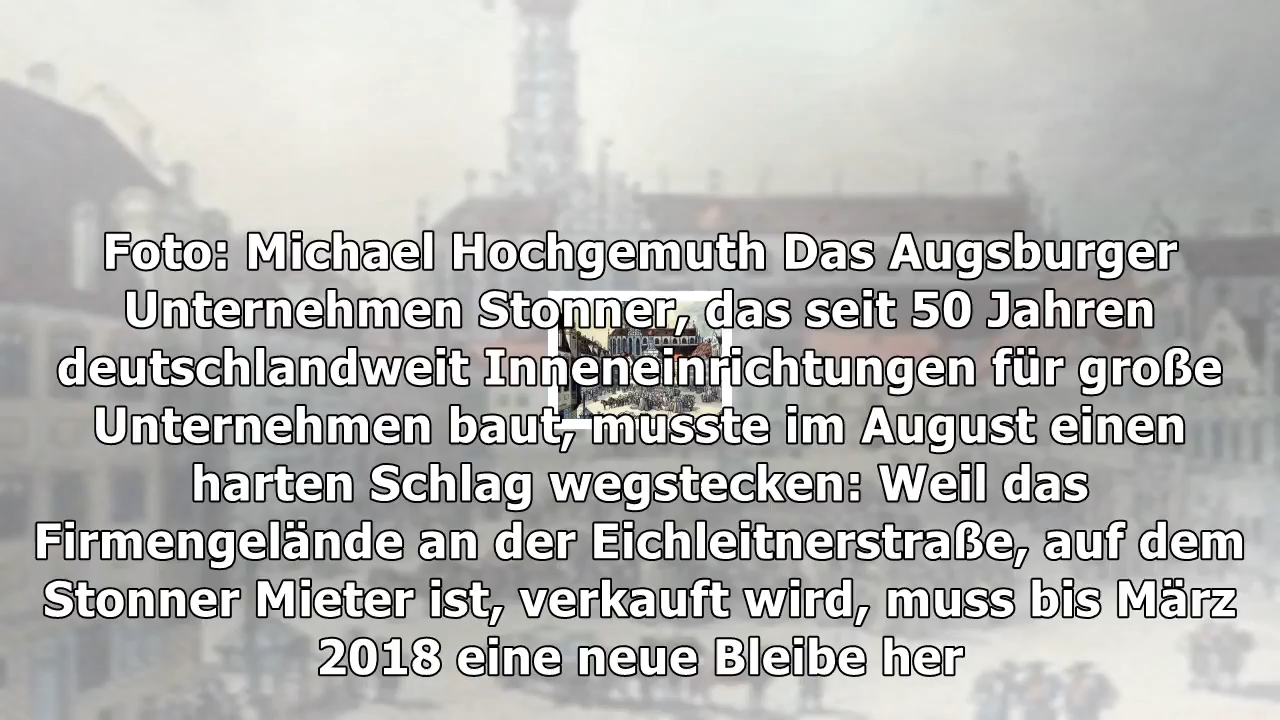 Foto: Michael Hochgemuth Das Augsburger
Unternehmen Stonner, das seit 50 Jahren
deutschlandweit Inneneinrichtungen für große
Unternehmen baut, musste im August einen
harten Schlag wegstecken: Weil das
Firmengelände an der Eichleitnerstraße, auf dem
Stonner Mieter ist, verkauft wird, muss bis März
2018 eine neue Bleibe her